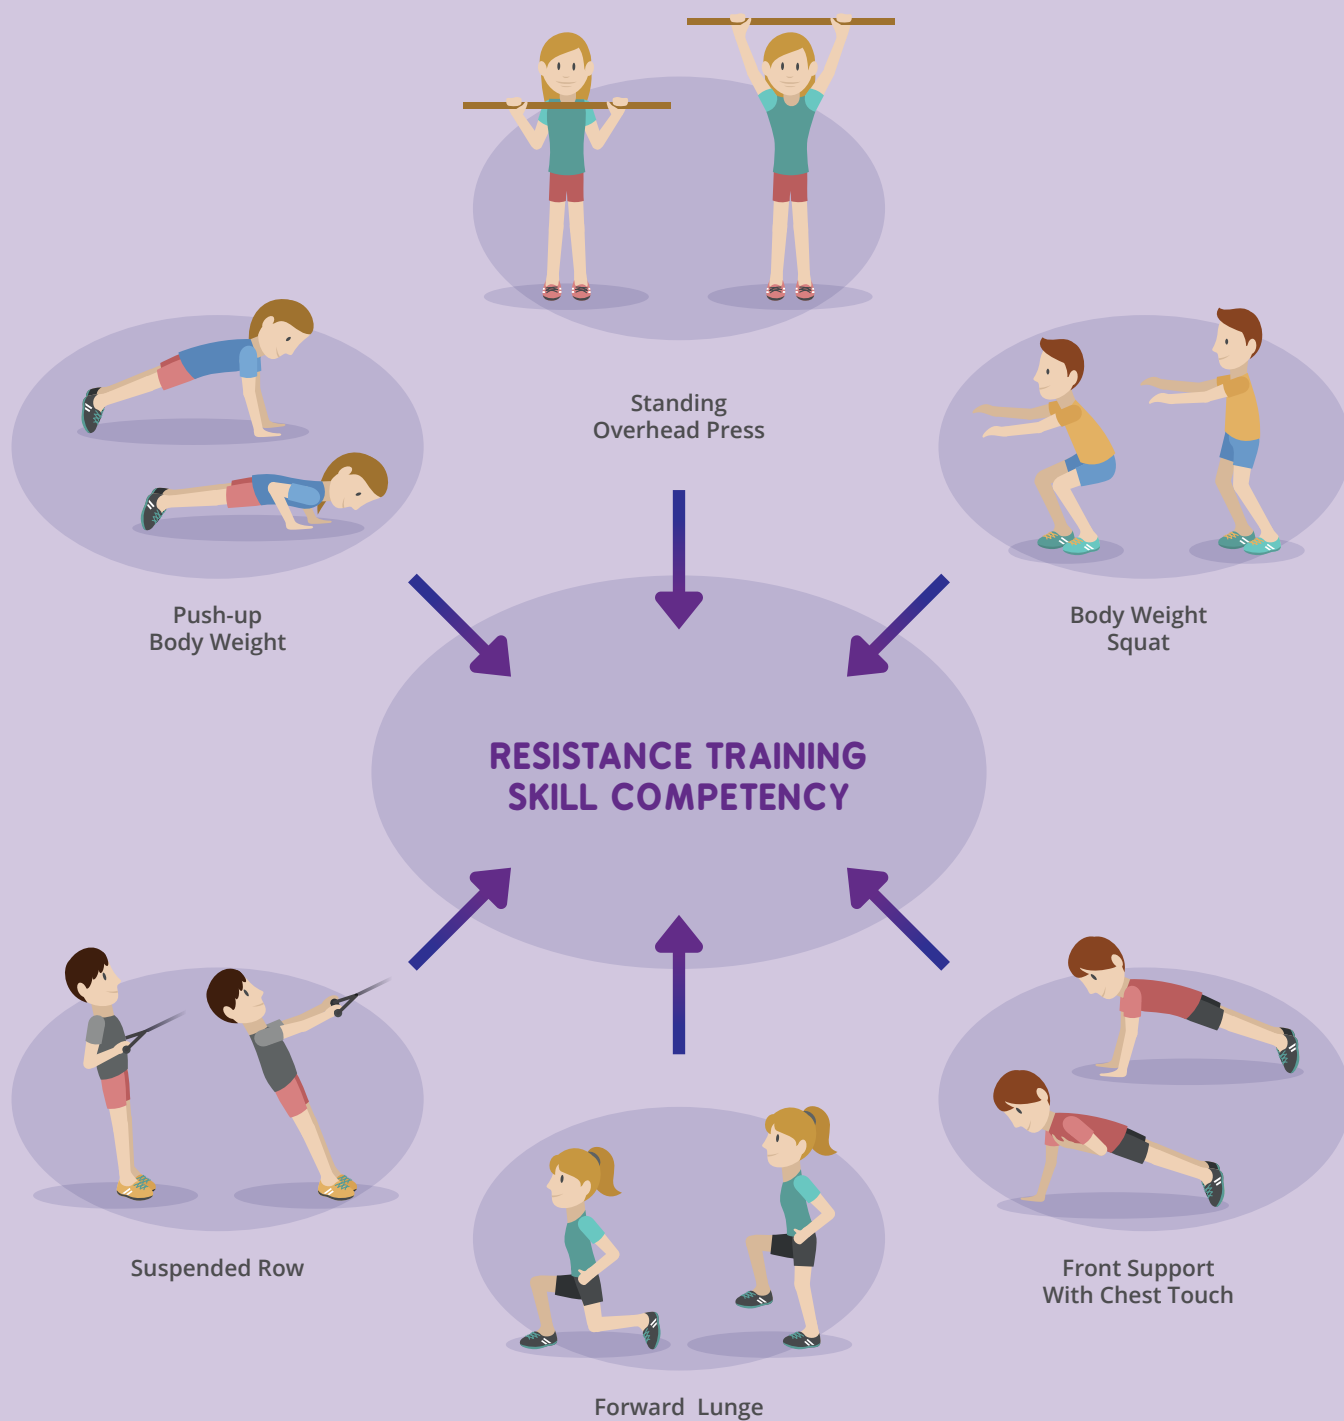 Standing
Overhead Press
Push-up
Body Weight
Body Weight
Squat
RESISTANCE TRAINING
SKILL COMPETENCY
Suspended Row
Front Support
With Chest Touch
Forward Lunge